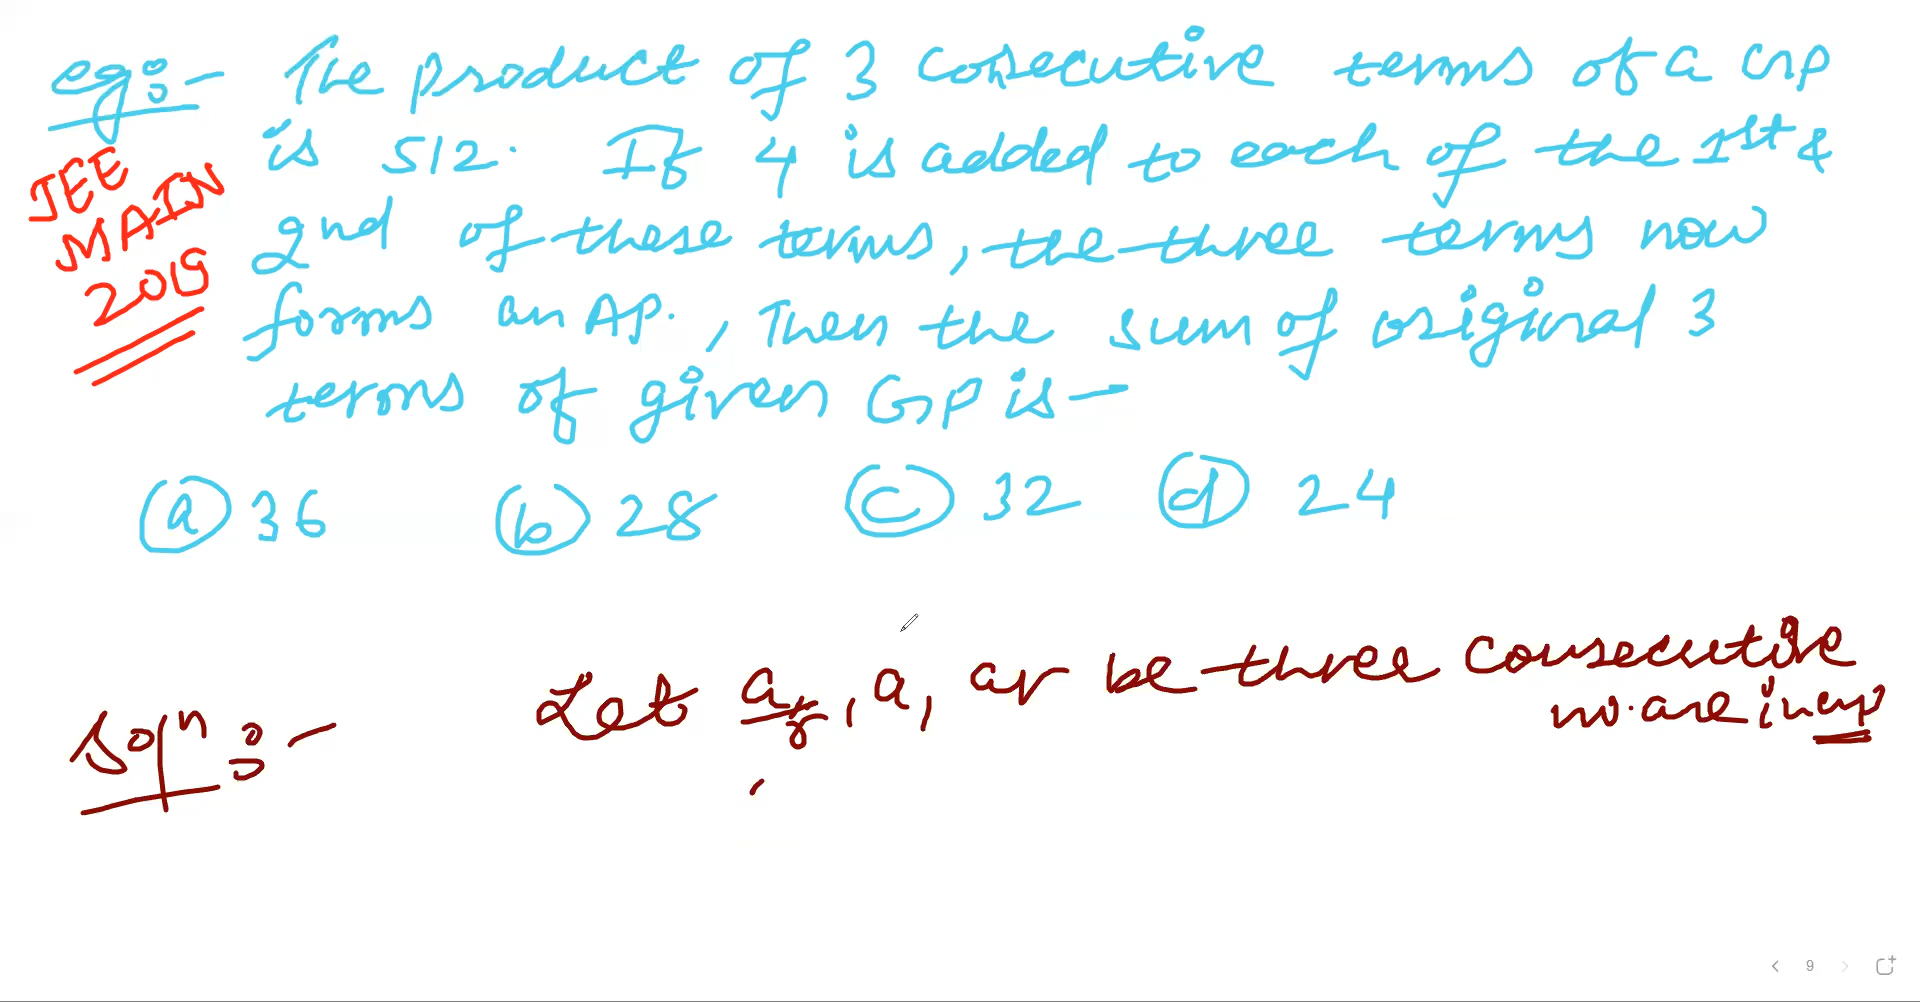 eg:- The product of 3 consecutive terms of a GP
is 512. If 4 is added to each of the 1st &
2nd of these terms, the three terms now
forms an AP., Then the sum of original 3
terms of given GP is -
JEE
MAIN
2019
(a) 36 (b) 28 (c) 32 (d) 24
Solⁿ :- Let a/r, a, ar be three consecutive
no. are in GP
9